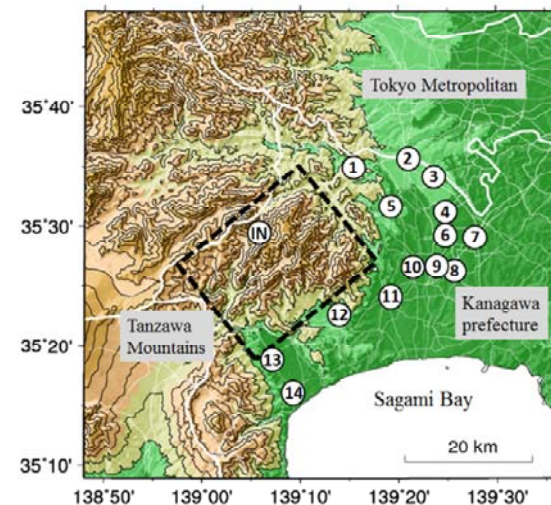 Tokyo Metropolitan
35°40'
1
2
3
35°30'
5
4
IN
6
7
10
9
8
11
Kanagawa
prefecture
12
Tanzawa
Mountains
35°20'
13
14
Sagami Bay
20 km
35°10'
138°50' 139°00' 139°10' 139°20' 139°30'